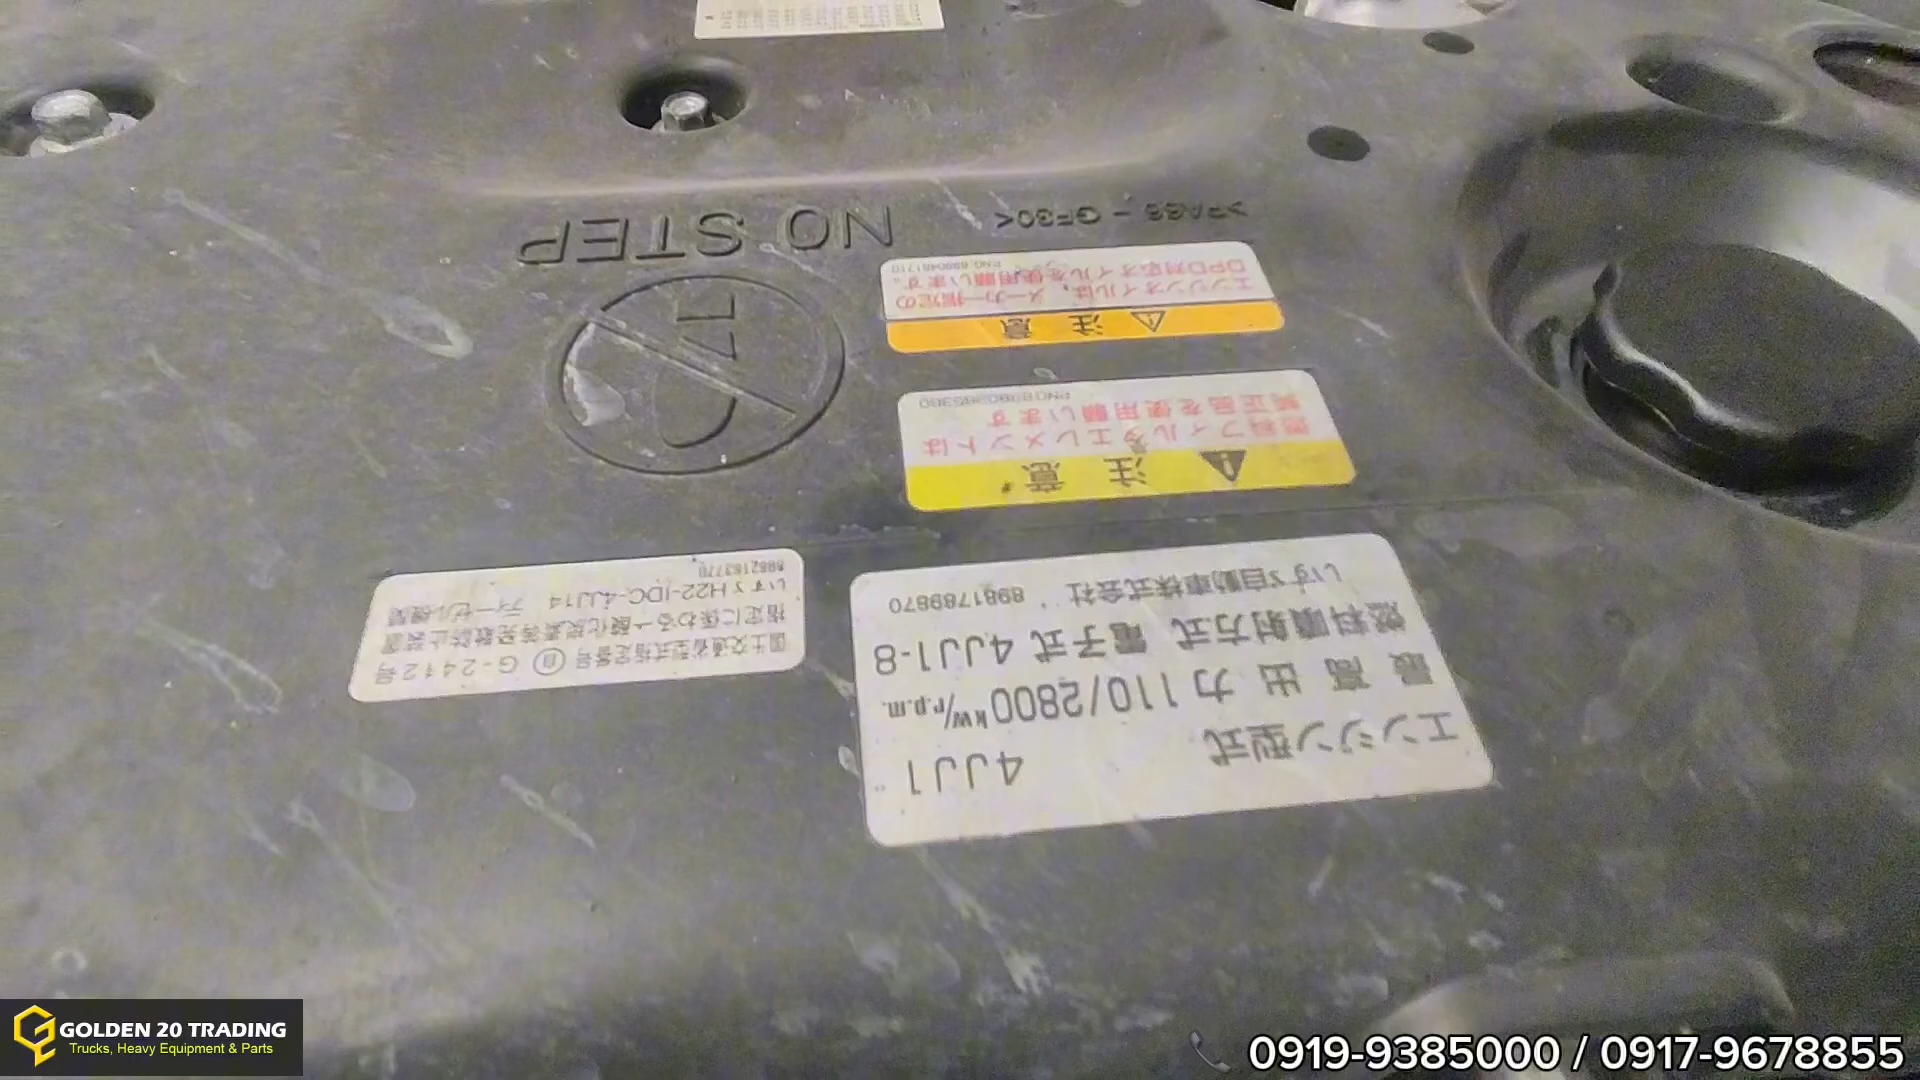 エンジン型式 4JJ1
最高出力 110/2800 kW/r.p.m.
燃料噴射方式 電子式 4JJ1-8
いすゞ自動車株式会社 8981789870
国土交通省型式指定番号 自 G-2412号
指定に係わる一酸化炭素等発散防止装置
いすゞH22-IDC-4JJ14 ディーゼル機関
8982163770
注意
燃料フィルタエレメントは
純正品を使用願います
注意
エンジンオイルは、メーカー指定の
DPD対応オイルを使用願います。
NO STEP
>PA66-GF30<
GOLDEN 20 TRADING
Trucks, Heavy Equipment & Parts
0919-9385000 / 0917-9678855